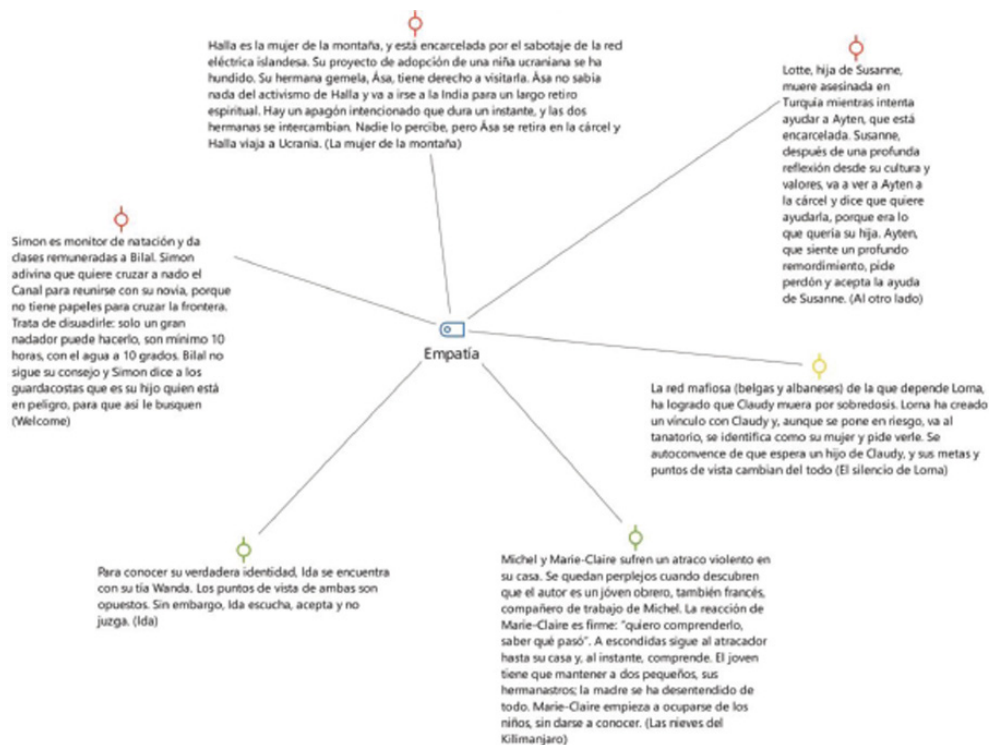 Halla es la mujer de la montaña, y está encarcelada por el sabotaje de la red
eléctrica islandesa. Su proyecto de adopción de una niña ucraniana se ha
hundido. Su hermana gemela, Ása, tiene derecho a visitarla. Ása no sabía
nada del activismo de Halla y va a irse a la India para un largo retiro
espiritual. Hay un apagón intencionado que dura un instante, y las dos
hermanas se intercambian. Nadie lo percibe, pero Ása se retira en la cárcel y
Halla viaja a Ucrania. (La mujer de la montaña)
Lotte, hija de Susanne,
muere asesinada en
Turquía mientras intenta
ayudar a Ayten, que está
encarcelada. Susanne,
después de una profunda
reflexión desde su cultura y
valores, va a ver a Ayten a
la cárcel y dice que quiere
ayudarla, porque era lo
que quería su hija. Ayten,
que siente un profundo
remordimiento, pide
perdón y acepta la ayuda
de Susanne. (Al otro lado)
Simon es monitor de natación y da
clases remuneradas a Bilal. Simon
adivina que quiere cruzar a nado el
Canal para reunirse con su novia, porque
no tiene papeles para cruzar la frontera.
Trata de disuadirle: solo un gran
nadador puede hacerlo, son mínimo 10
horas, con el agua a 10 grados. Bilal no
sigue su consejo y Simon dice a los
guardacostas que es su hijo quien está
en peligro, para que así le busquen
(Welcome)
Empatía
La red mafiosa (belgas y albaneses) de la que depende Lorna,
ha logrado que Claudy muera por sobredosis. Lorna ha creado
un vínculo con Claudy y, aunque se pone en riesgo, va al
tanatorio, se identifica como su mujer y pide verle. Se
autoconvence de que espera un hijo de Claudy, y sus metas y
puntos de vista cambian del todo (El silencio de Lorna)
Para conocer su verdadera identidad, Ida se encuentra
con su tía Wanda. Los puntos de vista de ambas son
opuestos. Sin embargo, Ida escucha, acepta y no
juzga. (Ida)
Michel y Marie-Claire sufren un atraco violento en
su casa. Se quedan perplejos cuando descubren
que el autor es un jóven obrero, también francés,
compañero de trabajo de Michel. La reacción de
Marie-Claire es firme: "quiero comprenderlo,
saber qué pasó". A escondidas sigue al atracador
hasta su casa y, al instante, comprende. El joven
tiene que mantener a dos pequeños, sus
hermanastros; la madre se ha desentendido de
todo. Marie-Claire empieza a ocuparse de los
niños, sin darse a conocer. (Las nieves del
Kilimanjaro)